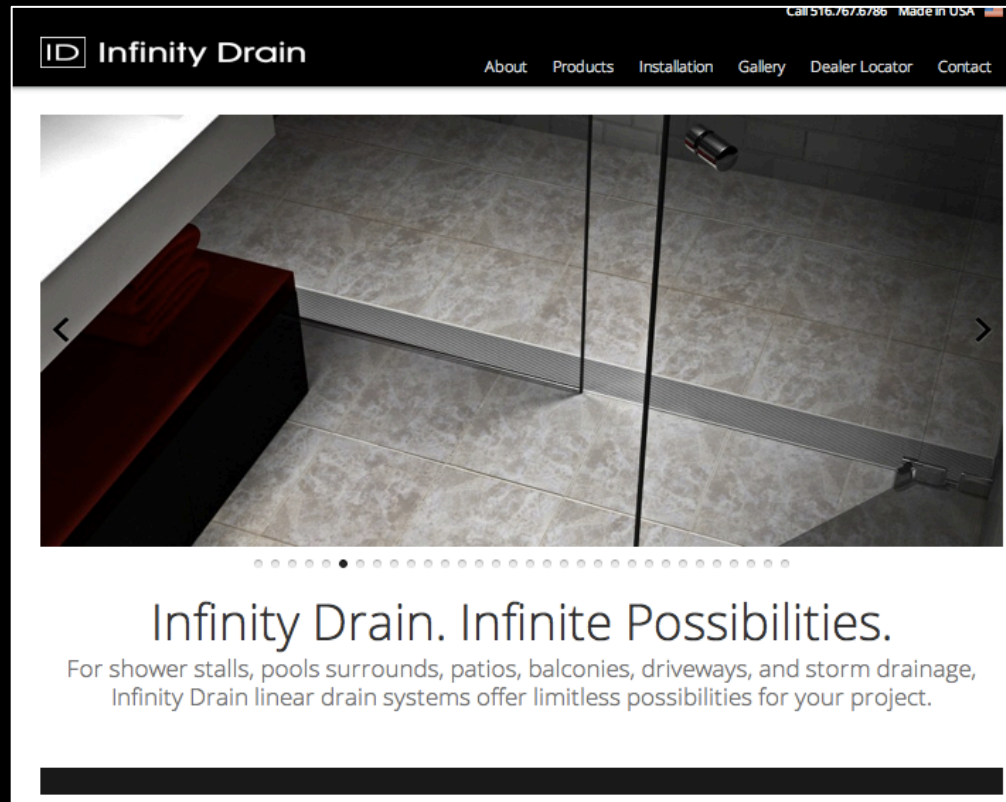 Call 516.767.6786 Made in USA
ID Infinity Drain
About Products Installation Gallery Dealer Locator Contact
Infinity Drain. Infinite Possibilities.
For shower stalls, pools surrounds, patios, balconies, driveways, and storm drainage,
Infinity Drain linear drain systems offer limitless possibilities for your project.